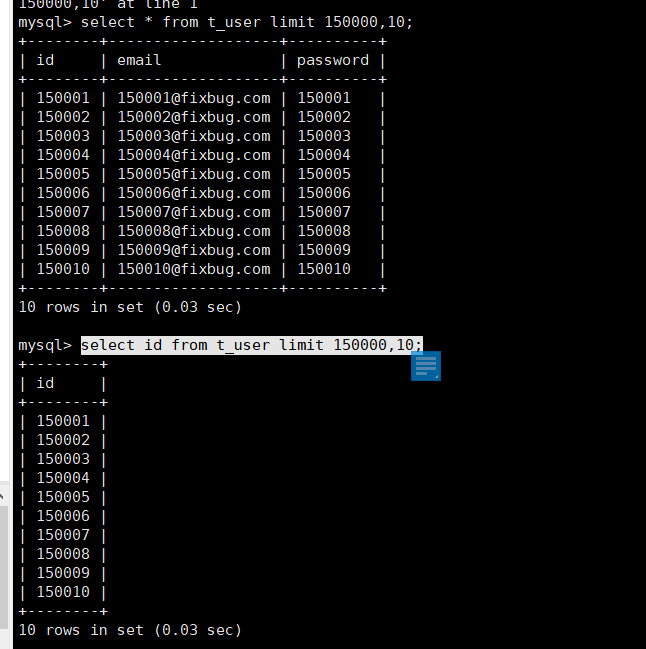 150000,10' at line 1
mysql> select * from t_user limit 150000,10;
+--------+-------------------+----------+
| id     | email             | password |
+--------+-------------------+----------+
| 150001 | 150001@fixbug.com | 150001   |
| 150002 | 150002@fixbug.com | 150002   |
| 150003 | 150003@fixbug.com | 150003   |
| 150004 | 150004@fixbug.com | 150004   |
| 150005 | 150005@fixbug.com | 150005   |
| 150006 | 150006@fixbug.com | 150006   |
| 150007 | 150007@fixbug.com | 150007   |
| 150008 | 150008@fixbug.com | 150008   |
| 150009 | 150009@fixbug.com | 150009   |
| 150010 | 150010@fixbug.com | 150010   |
+--------+-------------------+----------+
10 rows in set (0.03 sec)
mysql> select id from t_user limit 150000,10;
+--------+
| id     |
+--------+
| 150001 |
| 150002 |
| 150003 |
| 150004 |
| 150005 |
| 150006 |
| 150007 |
| 150008 |
| 150009 |
| 150010 |
+--------+
10 rows in set (0.03 sec)